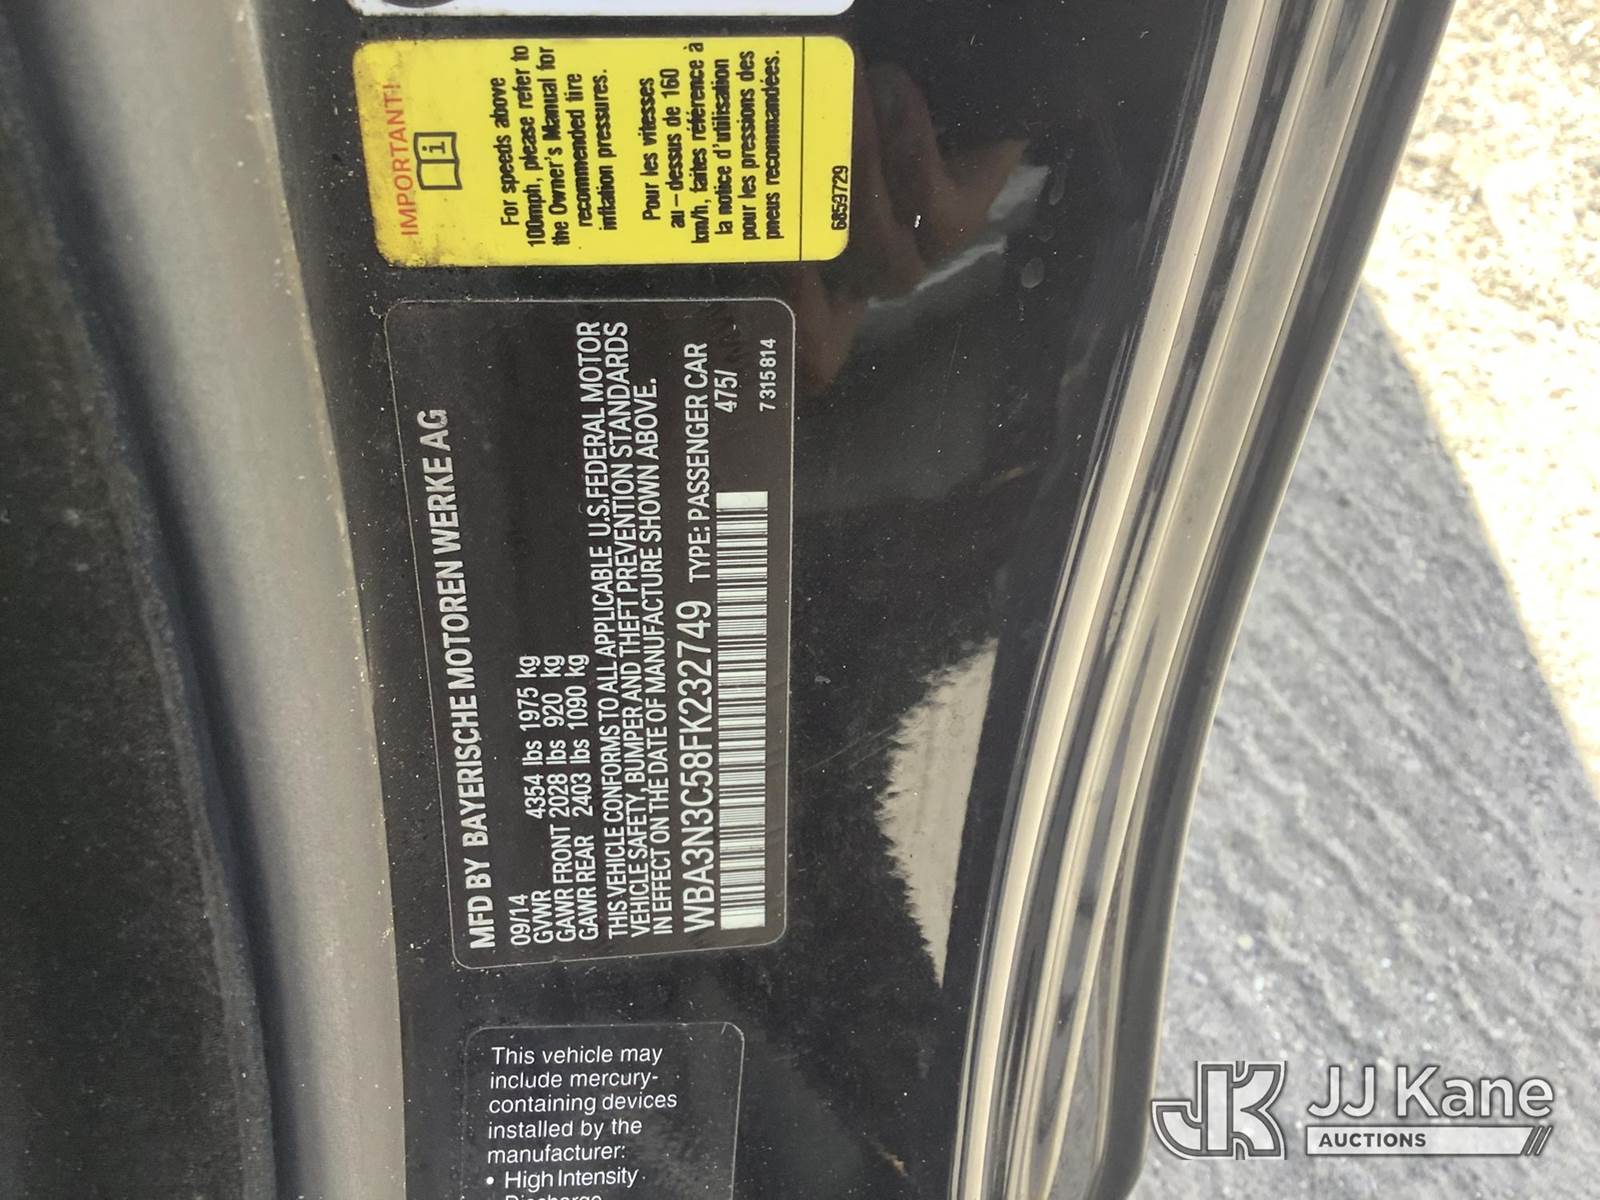 IMPORTANT!
i
For speeds above
100mph, please refer to
the Owner's Manual for
recommended tire
inflation pressures.
Pour les vitesses
au-dessus de 160
km/h, faites référence à
la notice d'utilisation
pour les pressions des
pneus recommandées.
6859729
MFD BY BAYERISCHE MOTOREN WERKE AG
09/14
GVWR 4354 lbs 1975 kg
GAWR FRONT 2028 lbs 920 kg
GAWR REAR 2403 lbs 1090 kg
THIS VEHICLE CONFORMS TO ALL APPLICABLE U.S.FEDERAL MOTOR
VEHICLE SAFETY, BUMPER AND THEFT PREVENTION STANDARDS
IN EFFECT ON THE DATE OF MANUFACTURE SHOWN ABOVE.
WBA3N3C58FK232749 TYPE: PASSENGER CAR
475/
7315814
This vehicle may
include mercury-
containing devices
installed by the
manufacturer:
• High Intensity
Discharge
JK
JJ Kane
AUCTIONS